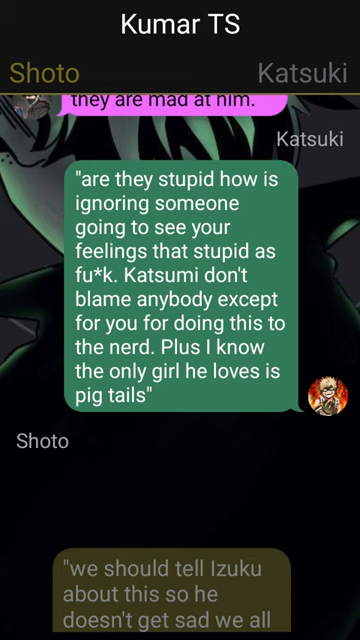 Kumar TS
Shoto Katsuki
they are mad at him.
Katsuki
"are they stupid how is
ignoring someone
going to see your
feelings that stupid as
fu*k. Katsumi don't
blame anybody except
for you for doing this to
the nerd. Plus I know
the only girl he loves is
pig tails"
Shoto
"we should tell Izuku
about this so he
doesn't get sad we all